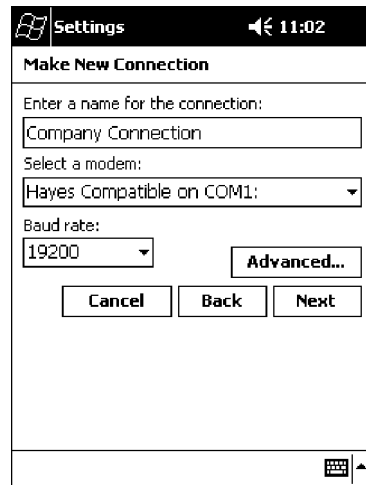 Settings 11:02
Make New Connection
Enter a name for the connection:
Company Connection
Select a modem:
Hayes Compatible on COM1:
Baud rate:
19200
Advanced...
Cancel Back Next